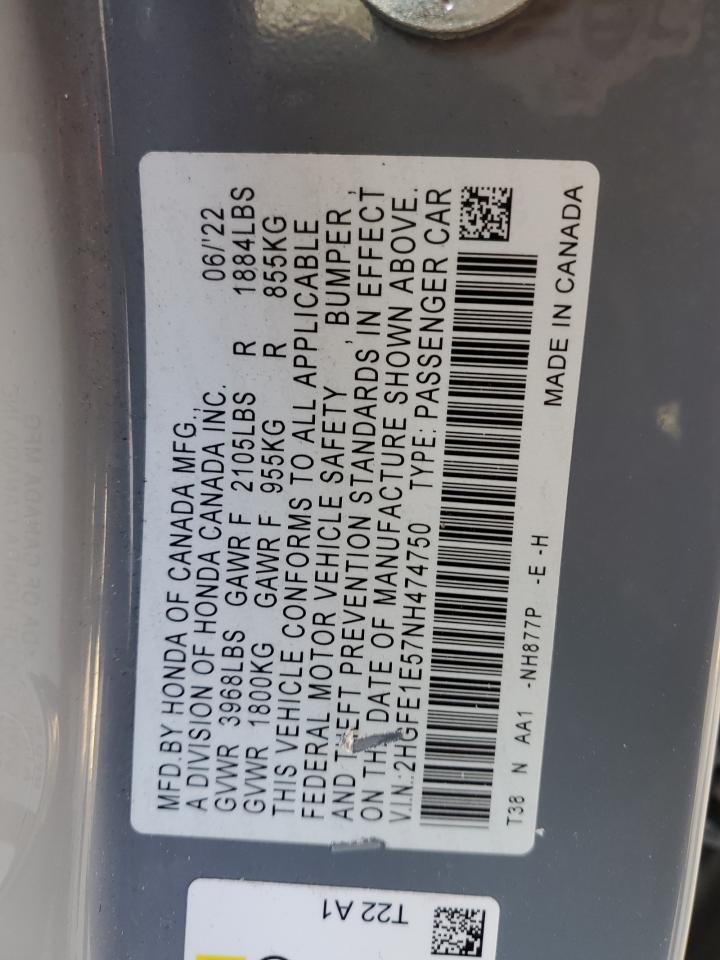 MFD.BY HONDA OF CANADA MFG., 06/'22
A DIVISION OF HONDA CANADA INC.
GVWR 3968LBS GAWR F 2105LBS R 1884LBS
GVWR 1800KG GAWR F 955KG R 855KG
THIS VEHICLE CONFORMS TO ALL APPLICABLE
FEDERAL MOTOR VEHICLE SAFETY , BUMPER ,
AND THEFT PREVENTION STANDARDS IN EFFECT
ON THE DATE OF MANUFACTURE SHOWN ABOVE.
V.I.N.:2HGFE1E57NH474750 TYPE: PASSENGER CAR
T38 N AA1 -NH877P -E -H
MADE IN CANADA
T22 A1